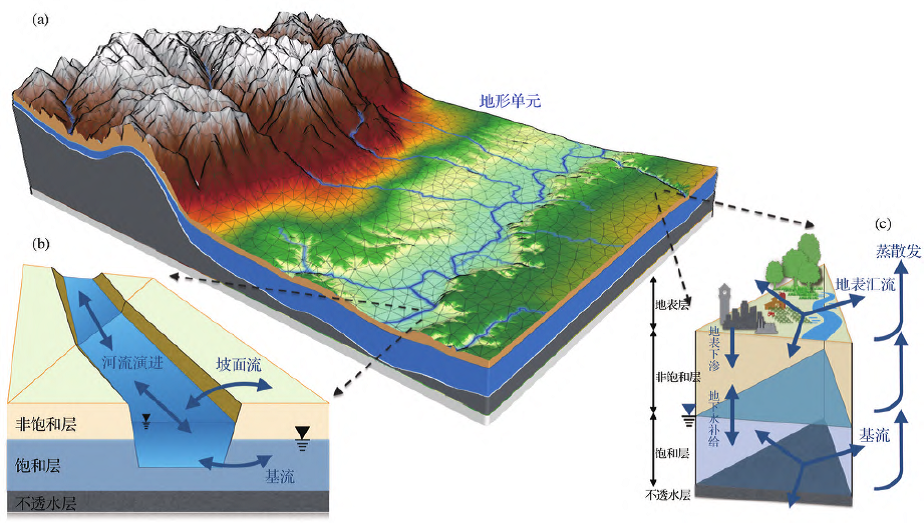 (a)
地形单元
(b)
河流演进
坡面流
非饱和层
饱和层
基流
不透水层
(c)
蒸散发
地表汇流
地表层
地表下渗
非饱和层
地下水补给
饱和层
基流
不透水层